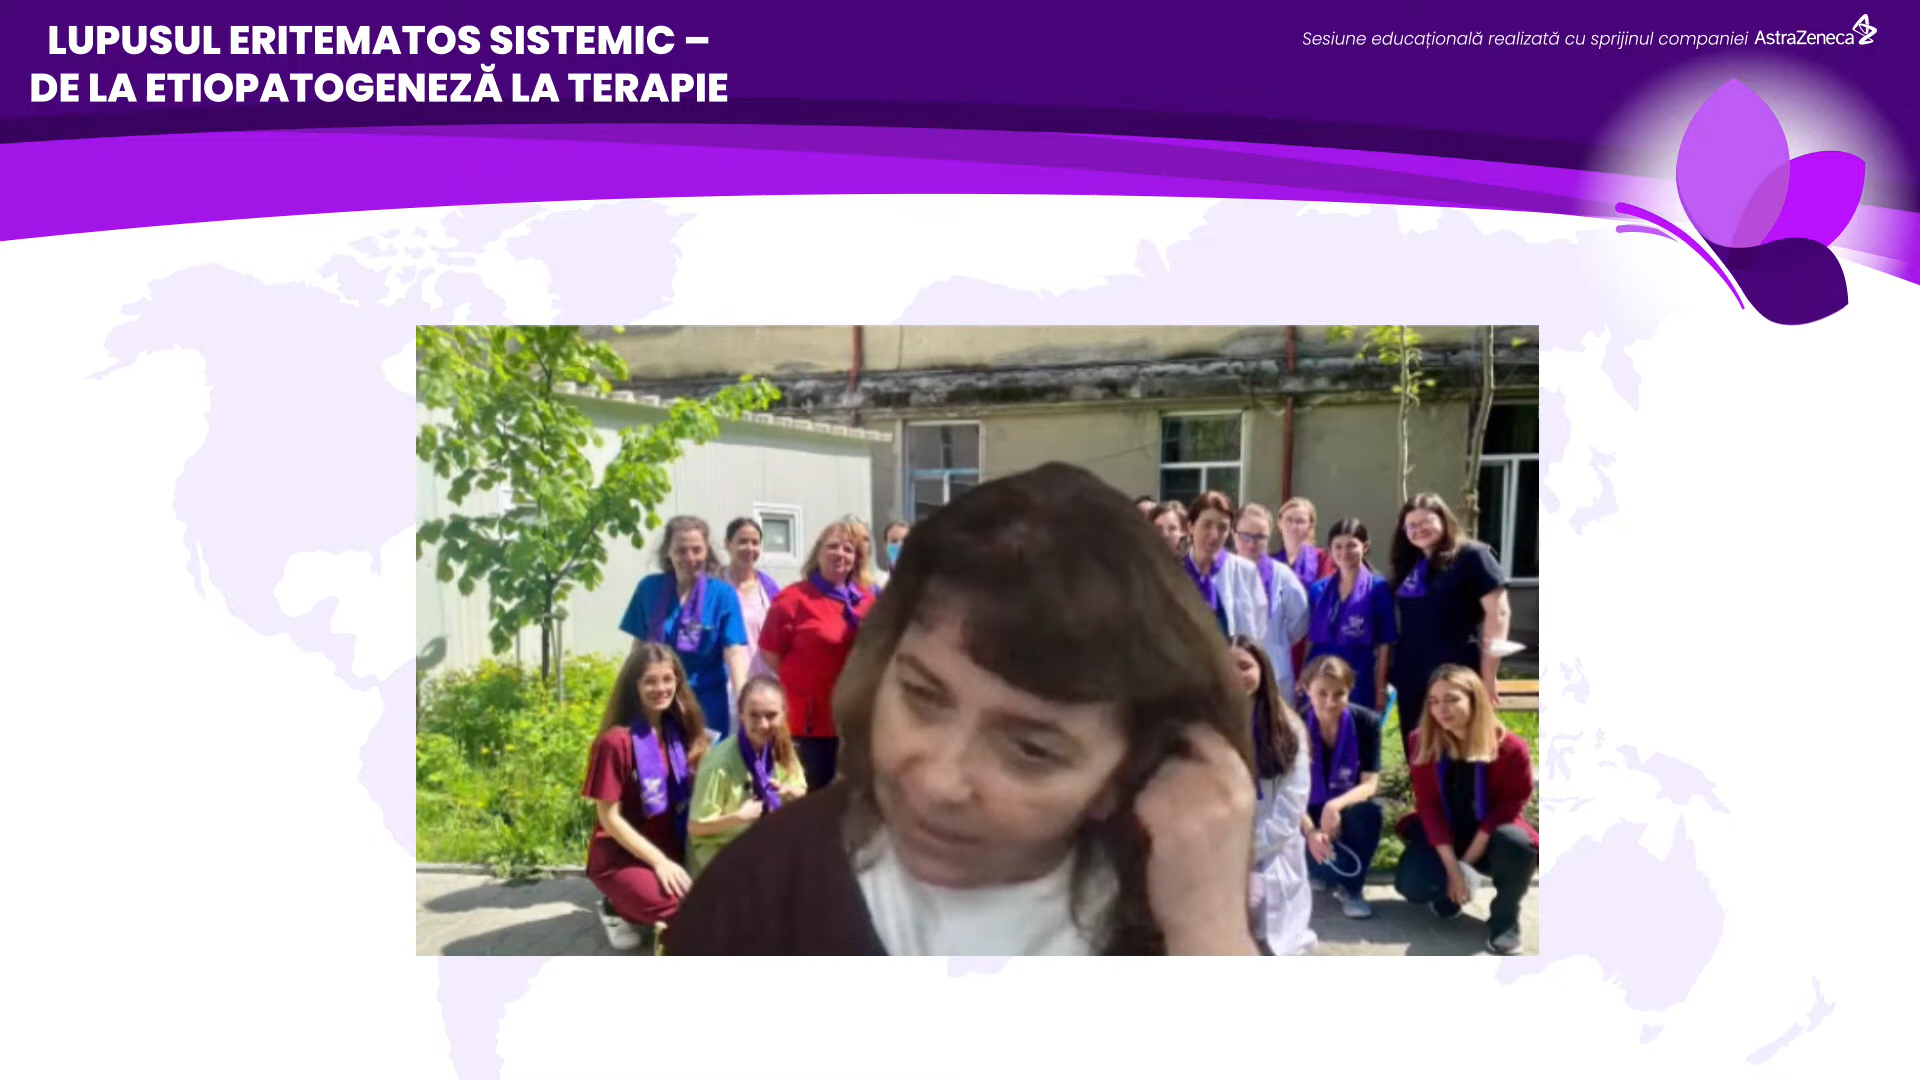 LUPUSUL ERITEMATOS SISTEMIC –
DE LA ETIOPATOGENEZĂ LA TERAPIE
Sesiune educațională realizată cu sprijinul companiei AstraZeneca